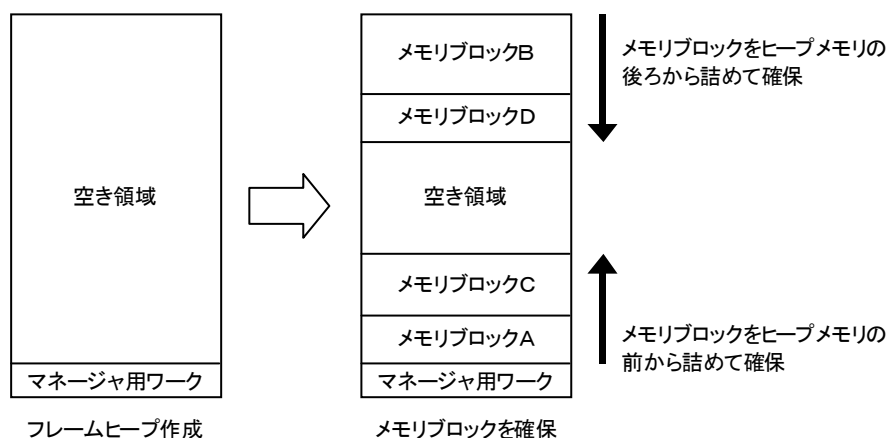 空き領域
マネージャ用ワーク
フレームヒープ作成
メモリブロックB
メモリブロックD
空き領域
メモリブロックC
メモリブロックA
マネージャ用ワーク
メモリブロックを確保
メモリブロックをヒープメモリの
後ろから詰めて確保
メモリブロックをヒープメモリの
前から詰めて確保